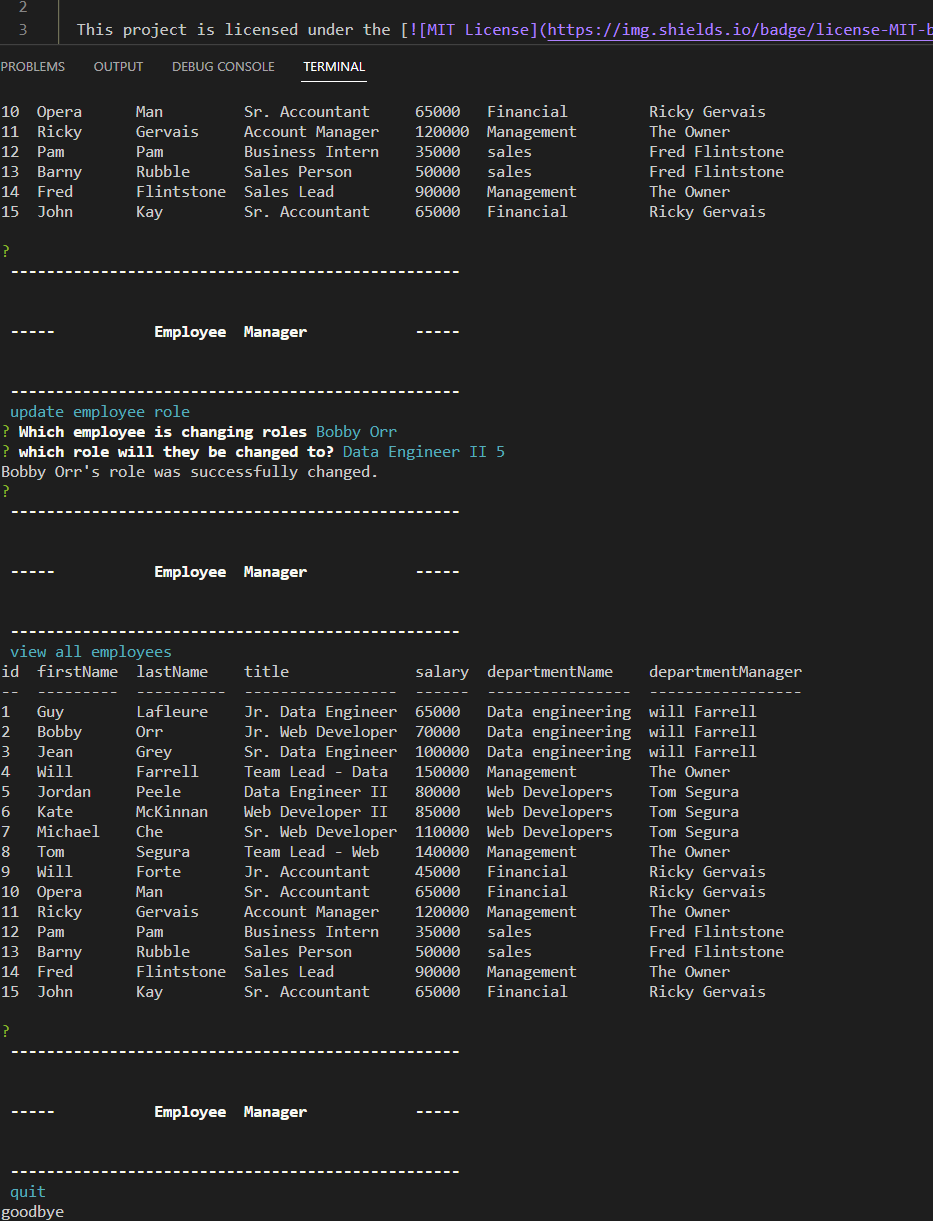 2
3 This project is licensed under the [![MIT License](https://img.shields.io/badge/license-MIT-b
PROBLEMS OUTPUT DEBUG CONSOLE TERMINAL
10 Opera Man Sr. Accountant 65000 Financial Ricky Gervais
11 Ricky Gervais Account Manager 120000 Management The Owner
12 Pam Pam Business Intern 35000 sales Fred Flintstone
13 Barny Rubble Sales Person 50000 sales Fred Flintstone
14 Fred Flintstone Sales Lead 90000 Management The Owner
15 John Kay Sr. Accountant 65000 Financial Ricky Gervais
?
--------------------------------------------------
----- Employee Manager -----
--------------------------------------------------
update employee role
? Which employee is changing roles Bobby Orr
? which role will they be changed to? Data Engineer II 5
Bobby Orr's role was successfully changed.
?
--------------------------------------------------
----- Employee Manager -----
--------------------------------------------------
view all employees
id firstName lastName title salary departmentName departmentManager
-- --------- ---------- ----------------- ------ ---------------- -----------------
1 Guy Lafleure Jr. Data Engineer 65000 Data engineering will Farrell
2 Bobby Orr Jr. Web Developer 70000 Data engineering will Farrell
3 Jean Grey Sr. Data Engineer 100000 Data engineering will Farrell
4 Will Farrell Team Lead - Data 150000 Management The Owner
5 Jordan Peele Data Engineer II 80000 Web Developers Tom Segura
6 Kate McKinnan Web Developer II 85000 Web Developers Tom Segura
7 Michael Che Sr. Web Developer 110000 Web Developers Tom Segura
8 Tom Segura Team Lead - Web 140000 Management The Owner
9 Will Forte Jr. Accountant 45000 Financial Ricky Gervais
10 Opera Man Sr. Accountant 65000 Financial Ricky Gervais
11 Ricky Gervais Account Manager 120000 Management The Owner
12 Pam Pam Business Intern 35000 sales Fred Flintstone
13 Barny Rubble Sales Person 50000 sales Fred Flintstone
14 Fred Flintstone Sales Lead 90000 Management The Owner
15 John Kay Sr. Accountant 65000 Financial Ricky Gervais
?
--------------------------------------------------
----- Employee Manager -----
--------------------------------------------------
quit
goodbye